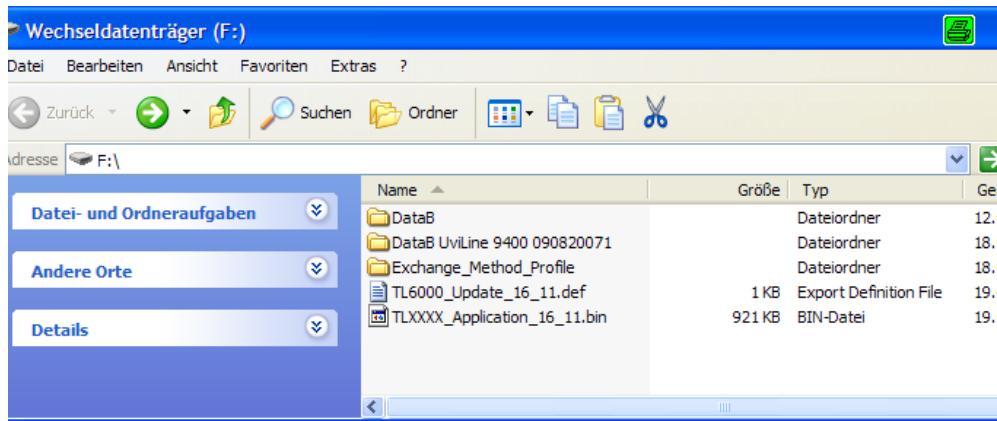 Wechseldatenträger (F:)
Datei Bearbeiten Ansicht Favoriten Extras ?
Zurück Suchen Ordner
Adresse F:\
Name Größe Typ Ge
Datei- und Ordneraufgaben
Andere Orte
Details
DataB Dateiordner 12.
DataB UviLine 9400 090820071 Dateiordner 18.
Exchange_Method_Profile Dateiordner 18.
TL6000_Update_16_11.def 1 KB Export Definition File 19.
TLXXXX_Application_16_11.bin 921 KB BIN-Datei 19.